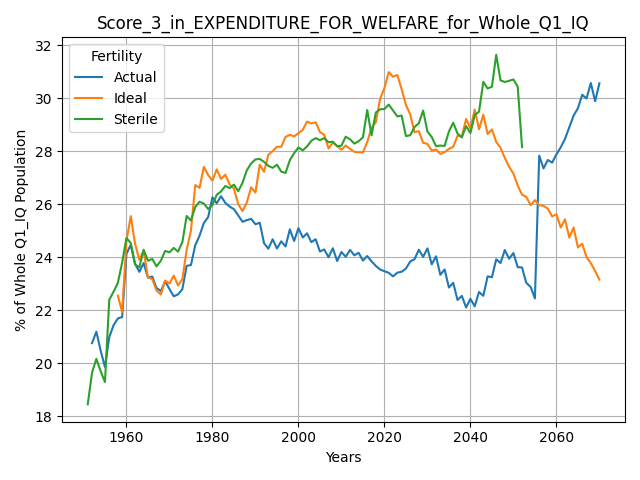 Score_3_in_EXPENDITURE_FOR_WELFARE_for_Whole_Q1_IQ
Fertility
Actual
Ideal
Sterile
% of Whole Q1_IQ Population
32
30
28
26
24
22
20
18
1960 1980 2000 2020 2040 2060
Years